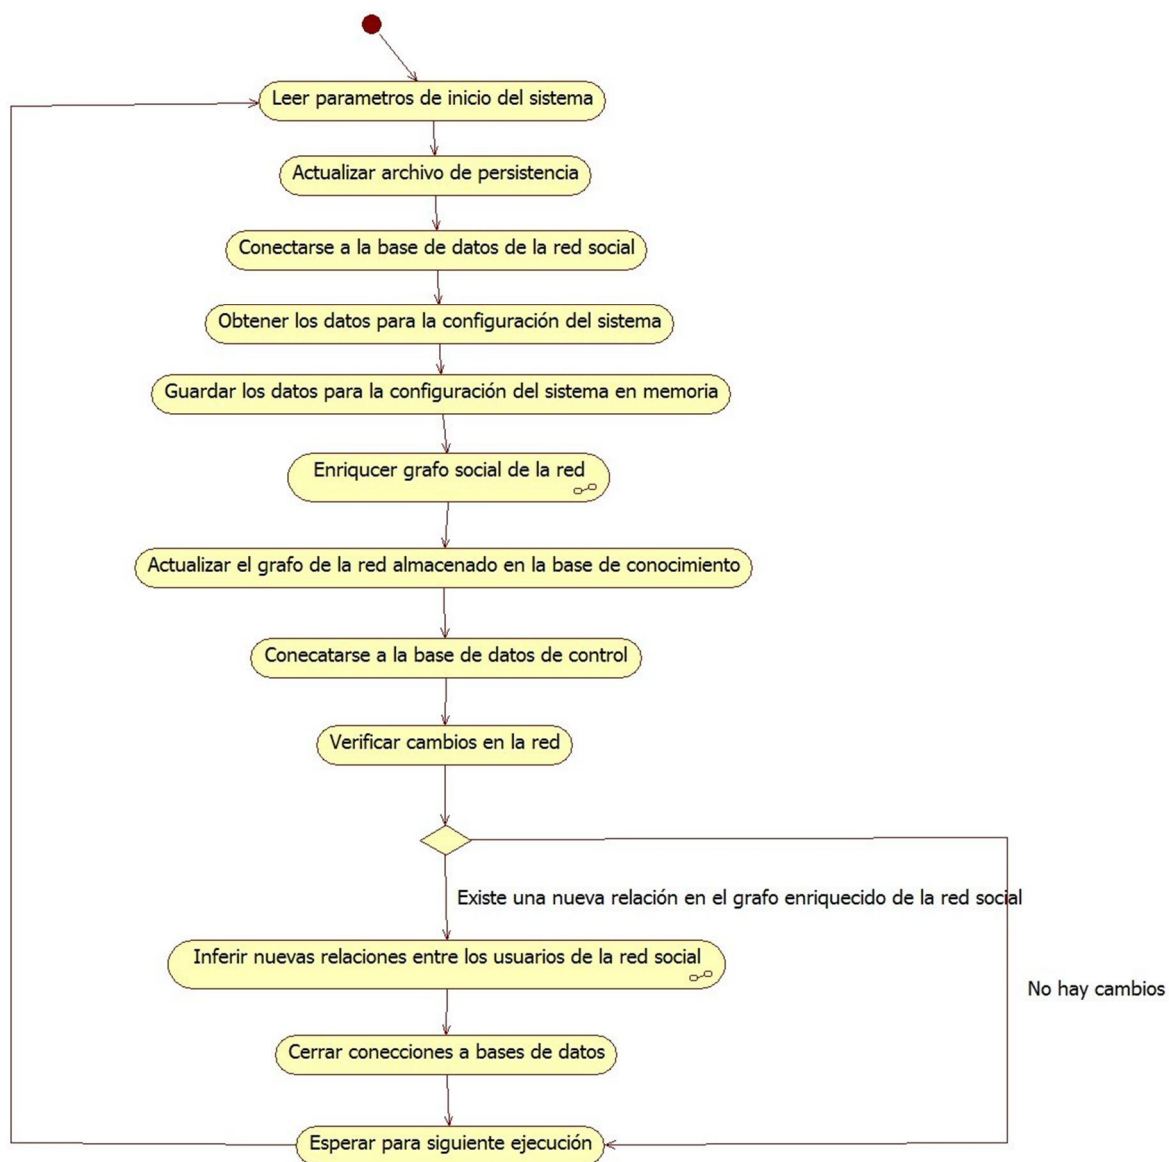 Leer parametros de inicio del sistema
Actualizar archivo de persistencia
Conectarse a la base de datos de la red social
Obtener los datos para la configuración del sistema
Guardar los datos para la configuración del sistema en memoria
Enriqucer grafo social de la red
Actualizar el grafo de la red almacenado en la base de conocimiento
Conecatarse a la base de datos de control
Verificar cambios en la red
Existe una nueva relación en el grafo enriquecido de la red social
Inferir nuevas relaciones entre los usuarios de la red social
No hay cambios
Cerrar conecciones a bases de datos
Esperar para siguiente ejecución